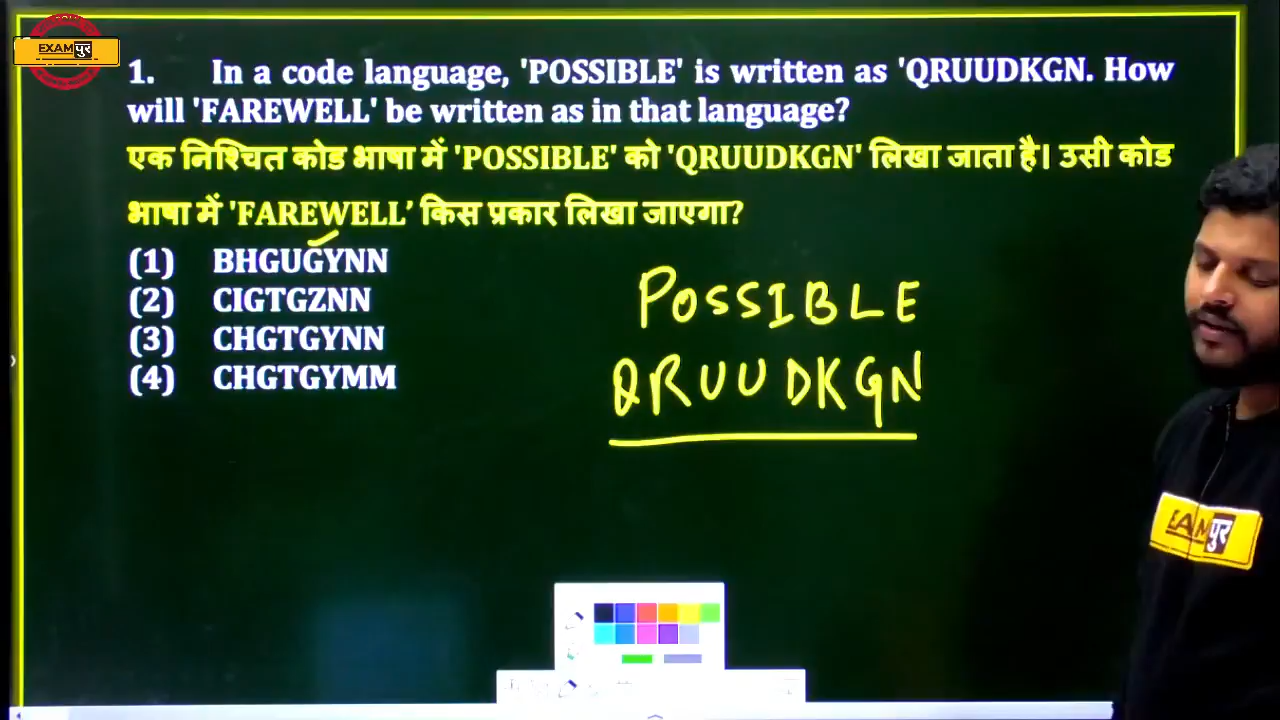 EXAMपुर
1. In a code language, 'POSSIBLE' is written as 'QRUUDKGN. How
will 'FAREWELL' be written as in that language?
एक निश्चित कोड भाषा में 'POSSIBLE' को 'QRUUDKGN' लिखा जाता है। उसी कोड
भाषा में 'FAREWELL’ किस प्रकार लिखा जाएगा?
(1) BHGUGYNN
(2) CIGTGZNN
(3) CHGTGYNN
(4) CHGTGYMM
POSSIBLE
QRUUDKGN
EXAMपुर